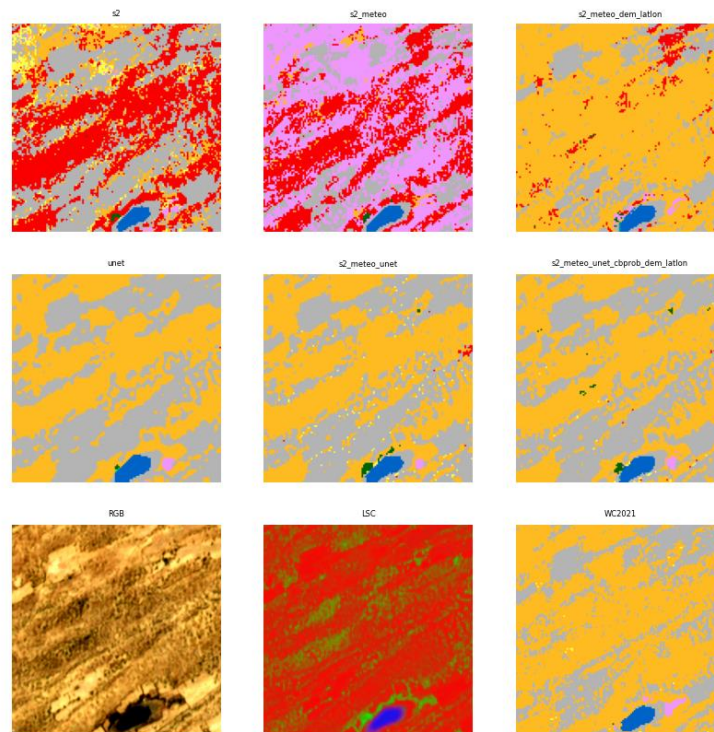 s2
s2_meteo
s2_meteo_dem_latlon
unet
s2_meteo_unet
s2_meteo_unet_cbprob_dem_latlon
RGB
LSC
WC2021